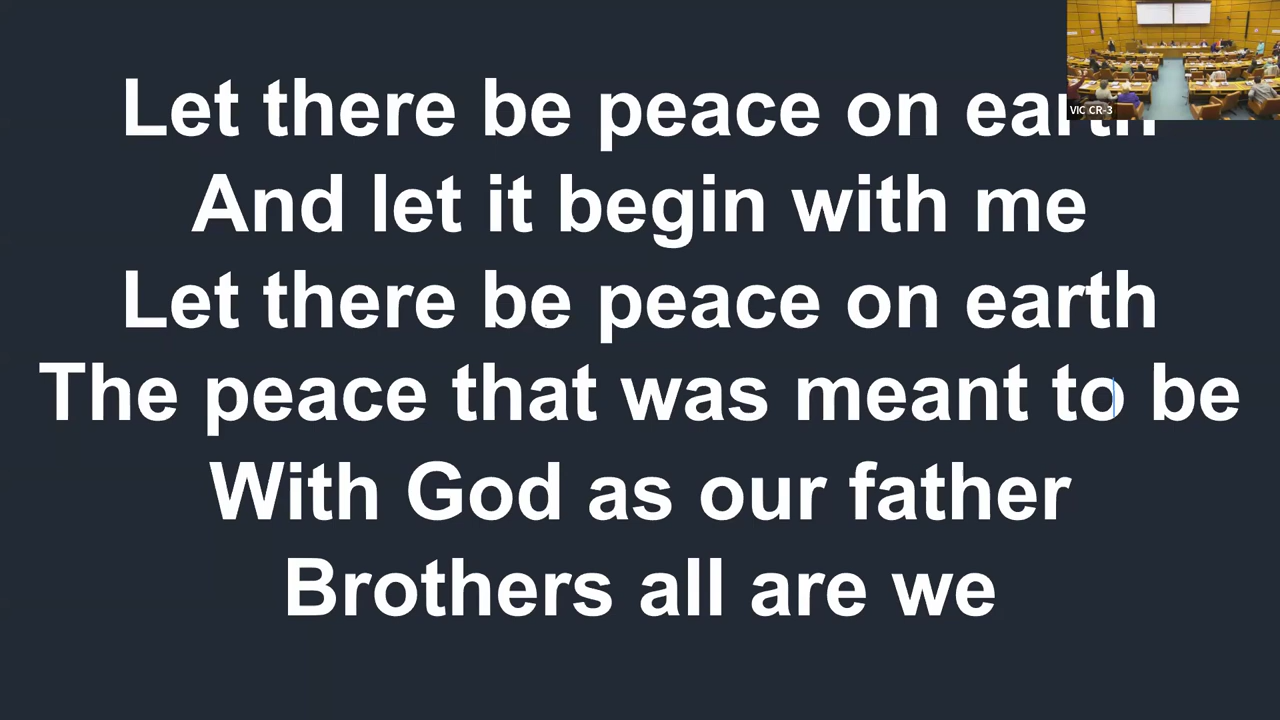 Let there be peace on earth
VIC CR-3
And let it begin with me
Let there be peace on earth
The peace that was meant to be
With God as our father
Brothers all are we